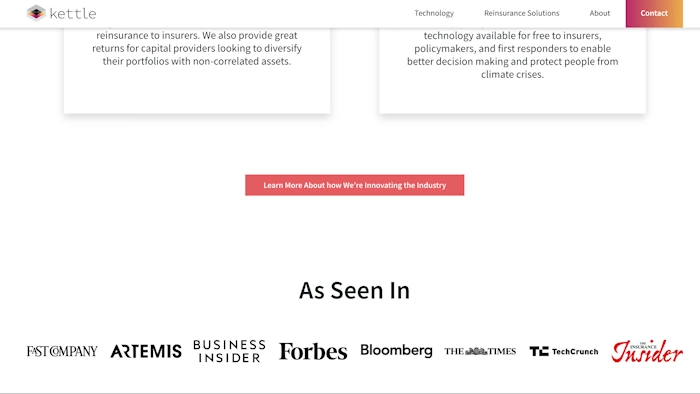 kettle
Technology
Reinsurance Solutions
About
Contact
reinsurance to insurers. We also provide great
returns for capital providers looking to diversify
their portfolios with non-correlated assets.
technology available for free to insurers,
policymakers, and first responders to enable
better decision making and protect people from
climate crises.
Learn More About how We're Innovating the Industry
As Seen In
FAST COMPANY
ARTEMIS
BUSINESS
INSIDER
Forbes
Bloomberg
THE TIMES
TC TechCrunch
THE
INSURANCE
Insider